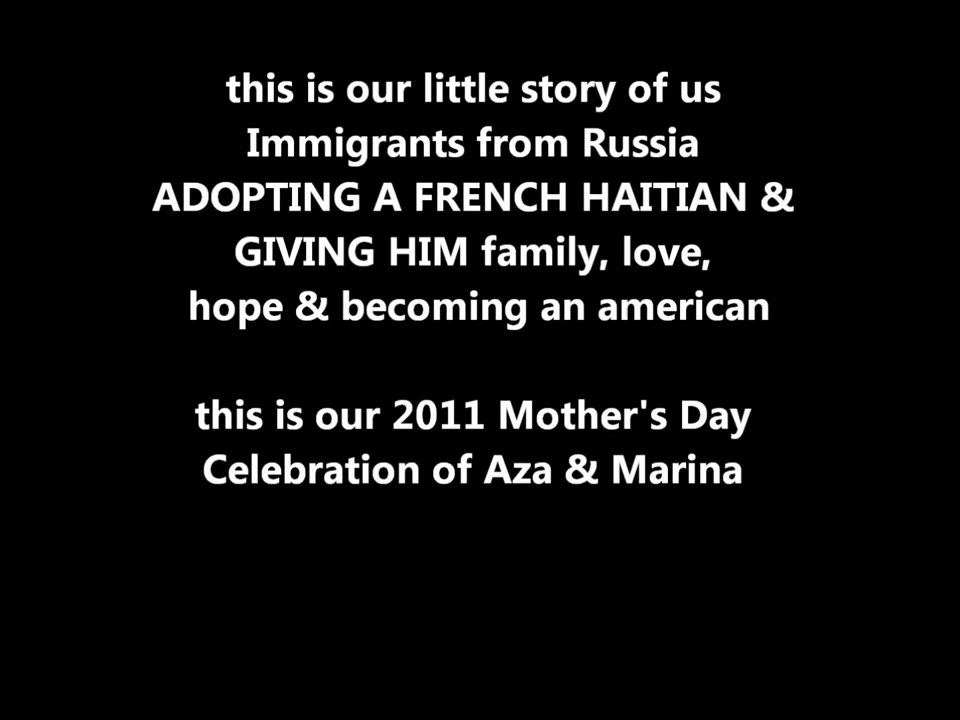 this is our little story of us
Immigrants from Russia
ADOPTING A FRENCH HAITIAN &
GIVING HIM family, love,
hope & becoming an american
this is our 2011 Mother's Day
Celebration of Aza & Marina